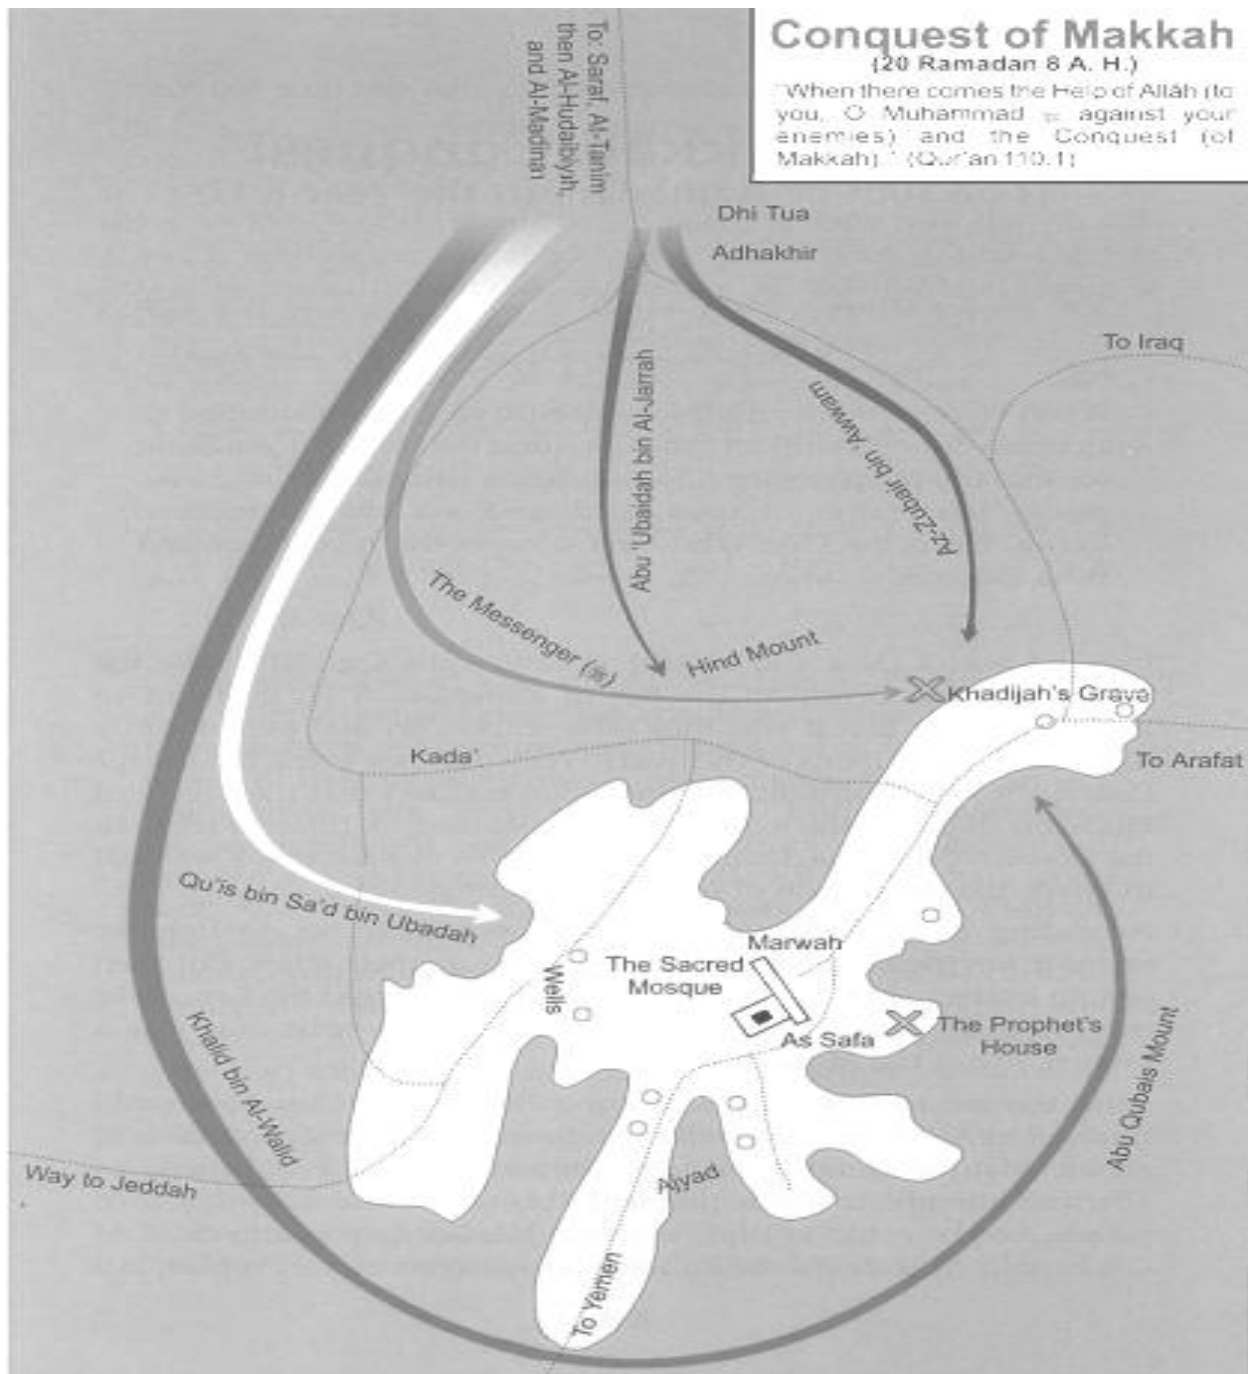 Conquest of Makkah
(20 Ramadan 8 A. H.)
"When there comes the Help of Allâh (to
you, O Muhammad ﷺ against your
enemies) and the Conquest (of
Makkah)." (Qur'an 110:1)
To: Saraf, Al-Tanim
then Al-Hudaibiyih,
and Al-Madina
Dhi Tua
Adhakhir
To Iraq
Abu 'Ubaidah bin Al-Jarrah
Az-Zubair bin 'Awwam
The Messenger (ﷺ)
Hind Mount
Khadijah's Grave
To Arafat
Kada'
Qu'is bin Sa'd bin Ubadah
Marwah
The Sacred
Mosque
Wells
As Safa
The Prophet's
House
Khalid bin Al-Walid
Abu Qubais Mount
Way to Jeddah
Ajyad
To Yemen